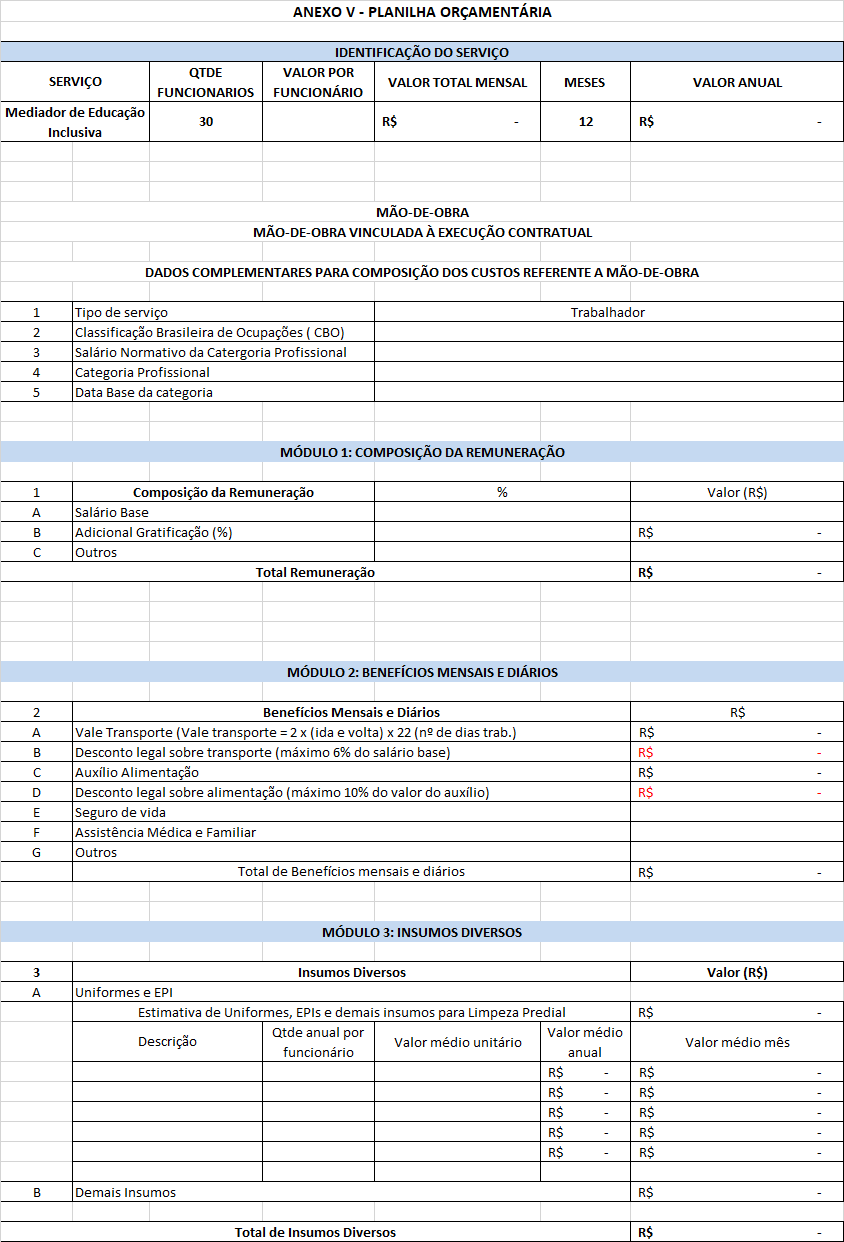 ANEXO V - PLANILHA ORÇAMENTÁRIA
IDENTIFICAÇÃO DO SERVIÇO
SERVIÇO QTDE FUNCIONARIOS VALOR POR FUNCIONÁRIO VALOR TOTAL MENSAL MESES VALOR ANUAL
Mediador de Educação Inclusiva 30 R$ - 12 R$ -
MÃO-DE-OBRA
MÃO-DE-OBRA VINCULADA À EXECUÇÃO CONTRATUAL
DADOS COMPLEMENTARES PARA COMPOSIÇÃO DOS CUSTOS REFERENTE A MÃO-DE-OBRA
1 Tipo de serviço Trabalhador
2 Classificação Brasileira de Ocupações ( CBO)
3 Salário Normativo da Catergoria Profissional
4 Categoria Profissional
5 Data Base da categoria
MÓDULO 1: COMPOSIÇÃO DA REMUNERAÇÃO
1 Composição da Remuneração % Valor (R$)
A Salário Base
B Adicional Gratificação (%) R$ -
C Outros
Total Remuneração R$ -
MÓDULO 2: BENEFÍCIOS MENSAIS E DIÁRIOS
2 Benefícios Mensais e Diários R$
A Vale Transporte (Vale transporte = 2 x (ida e volta) x 22 (nº de dias trab.) R$ -
B Desconto legal sobre transporte (máximo 6% do salário base) R$ -
C Auxílio Alimentação R$ -
D Desconto legal sobre alimentação (máximo 10% do valor do auxílio) R$ -
E Seguro de vida
F Assistência Médica e Familiar
G Outros
Total de Benefícios mensais e diários R$ -
MÓDULO 3: INSUMOS DIVERSOS
3 Insumos Diversos Valor (R$)
A Uniformes e EPI
Estimativa de Uniformes, EPIs e demais insumos para Limpeza Predial R$ -
Descrição Qtde anual por funcionário Valor médio unitário Valor médio anual Valor médio mês
R$ - R$ -
R$ - R$ -
R$ - R$ -
R$ - R$ -
R$ - R$ -
B Demais Insumos R$ -
Total de Insumos Diversos R$ -